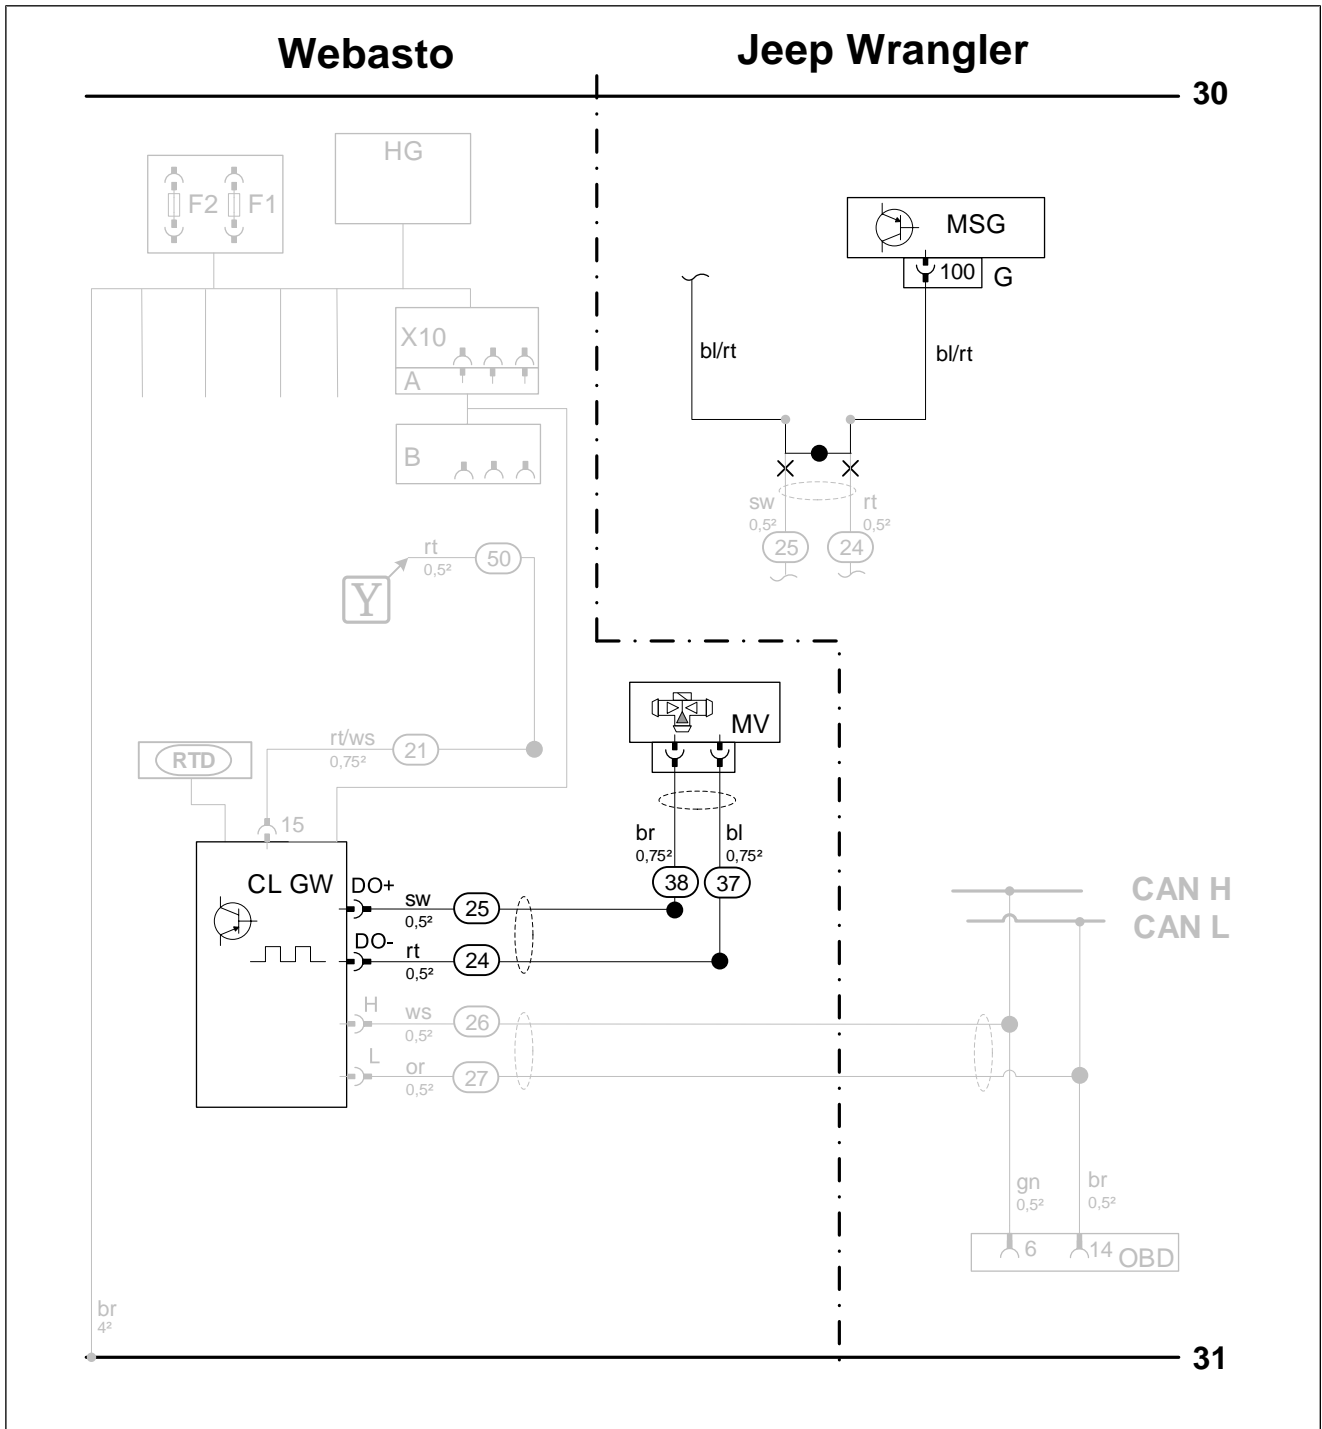 Webasto
Jeep Wrangler
30
HG
F2
F1
MSG
100
G
X10
A
bl/rt
bl/rt
B
sw
0,5²
rt
0,5²
25
24
rt
0,5²
50
Y
MV
rt/ws
0,75²
21
RTD
15
br
0,75²
bl
0,75²
38
37
CL GW
DO+
sw
0,5²
25
DO-
rt
0,5²
24
CAN H
CAN L
H
ws
0,5²
26
L
or
0,5²
27
gn
0,5²
br
0,5²
6
14
OBD
br
4²
31